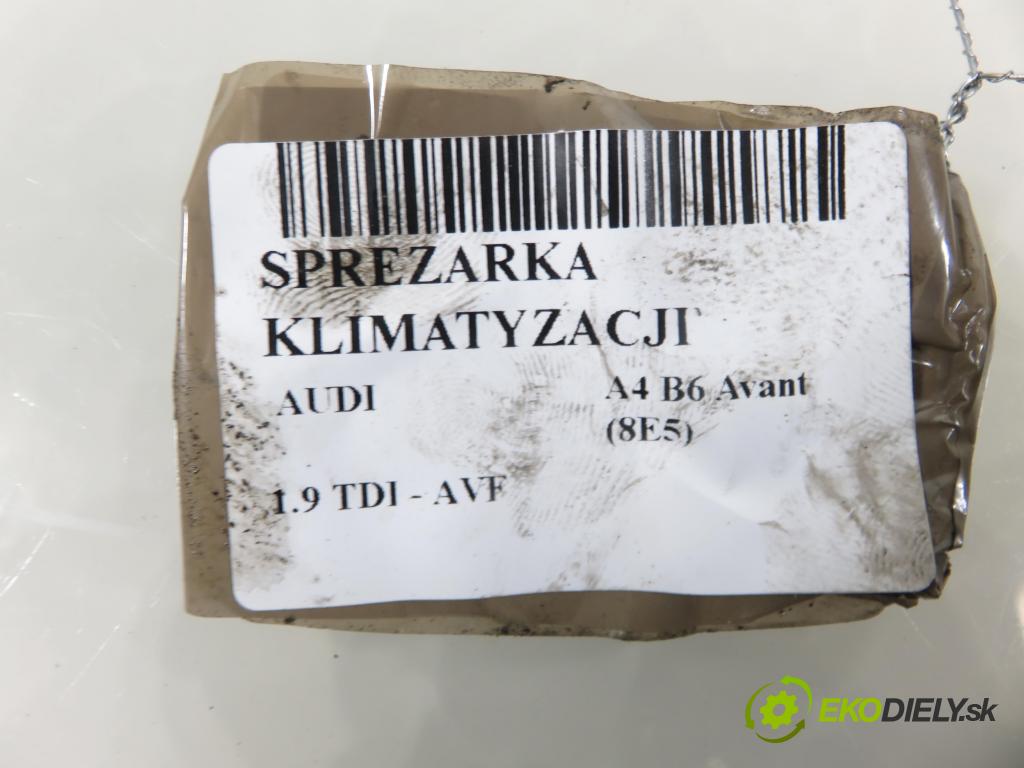 SPREZARKA
KLIMATYZACJI
AUDI
A4 B6 Avant
(8E5)
1.9 TDI - AVF
EKODIELY.sk